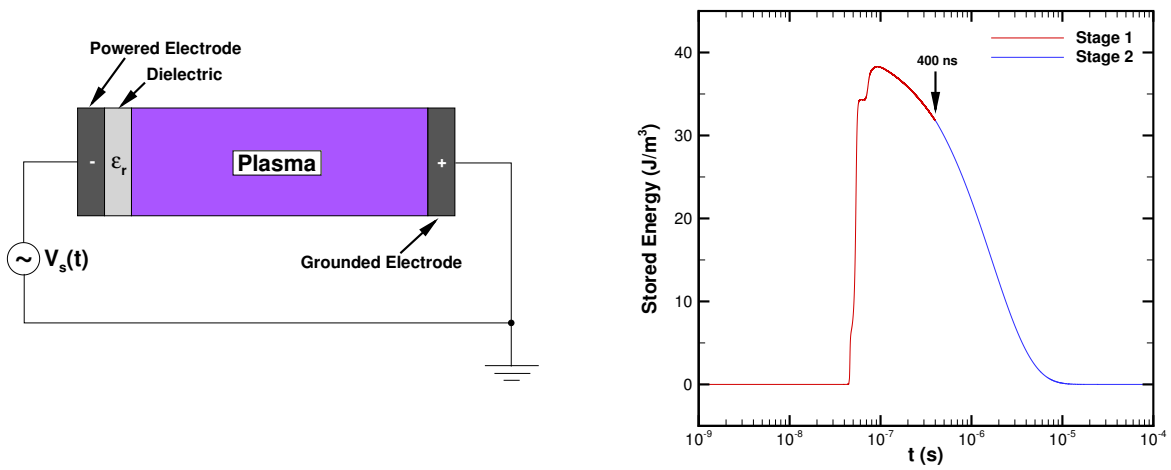 Powered Electrode
Dielectric
-
εr
Plasma
+
~
Vs(t)
Grounded Electrode
Stored Energy (J/m³)
40
30
20
10
0
10⁻⁹ 10⁻⁸ 10⁻⁷ 10⁻⁶ 10⁻⁵ 10⁻⁴
t (s)
400 ns
Stage 1
Stage 2